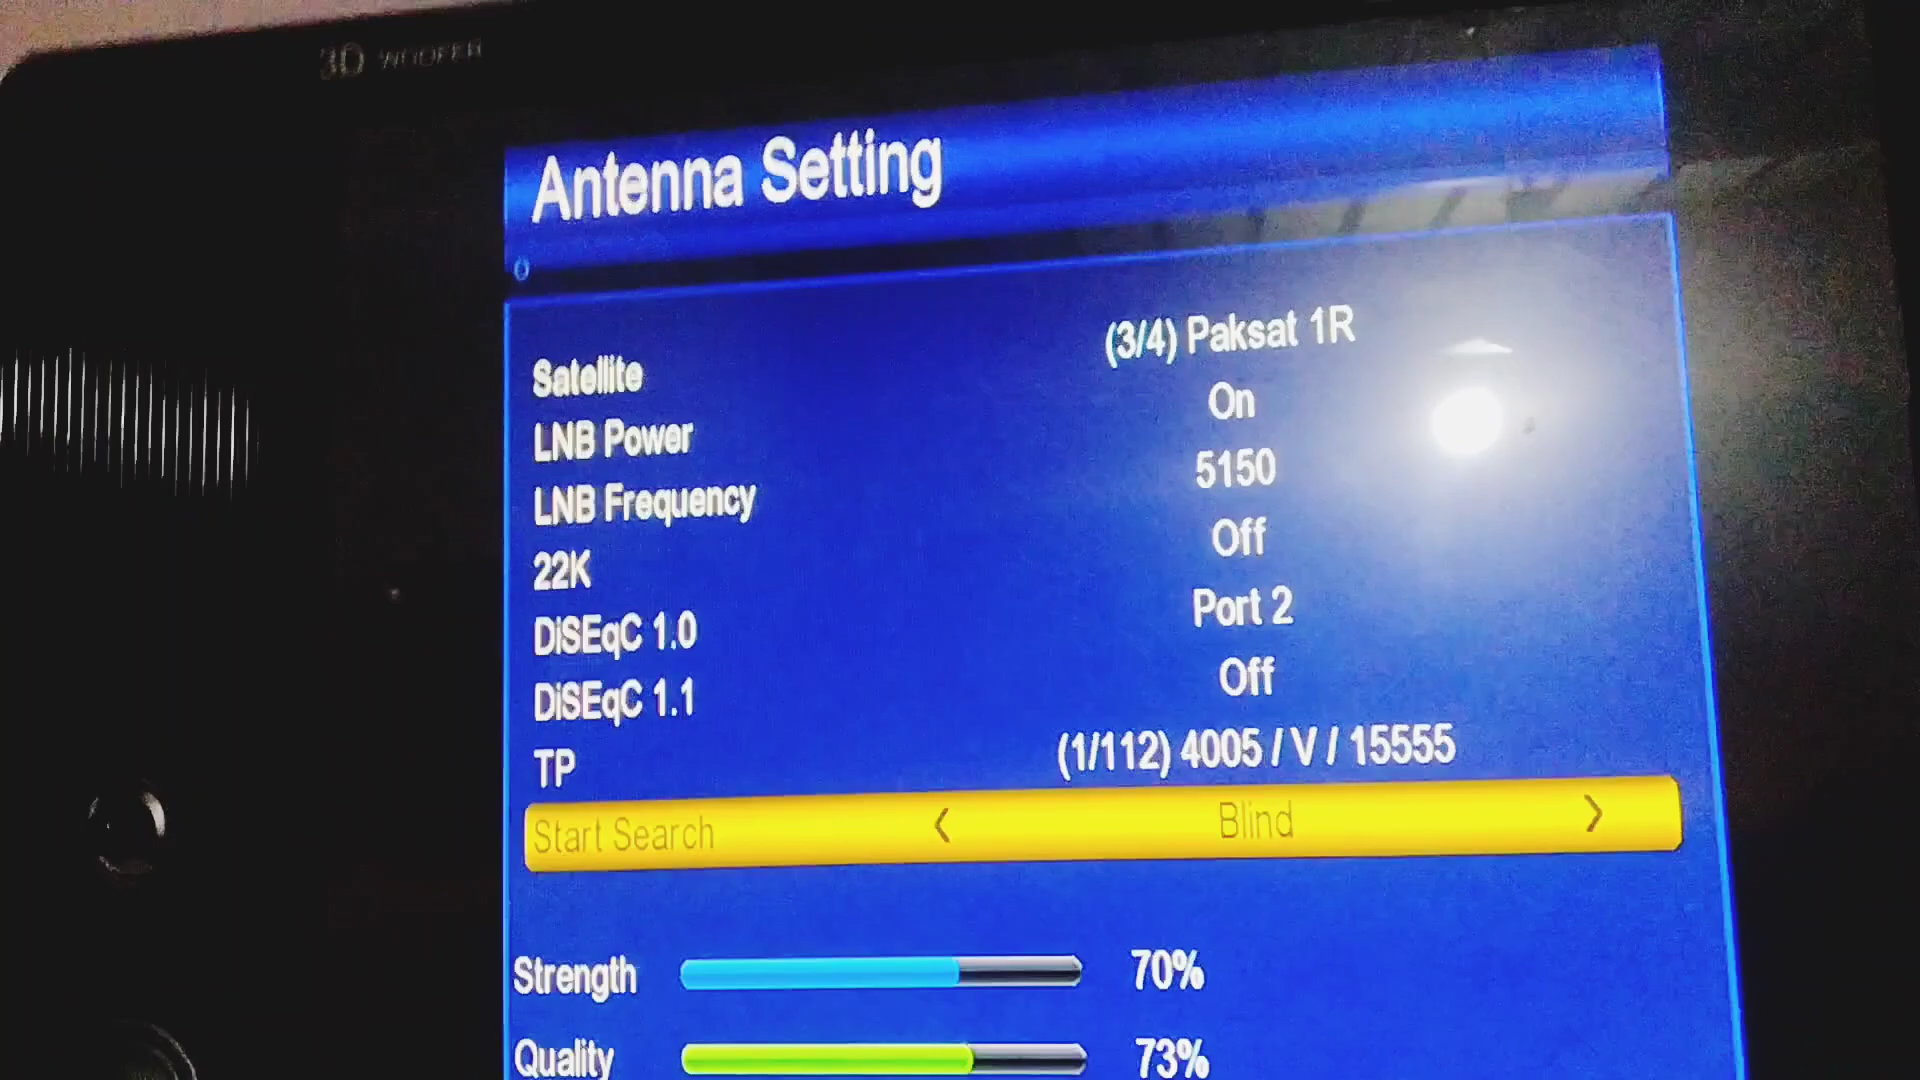 3D WOOFER
Antenna Setting
0
Satellite (3/4) Paksat 1R
LNB Power On
LNB Frequency 5150
22K Off
DiSEqC 1.0 Port 2
DiSEqC 1.1 Off
TP (1/112) 4005 / V / 15555
Start Search < Blind >
Strength 70%
Quality 73%